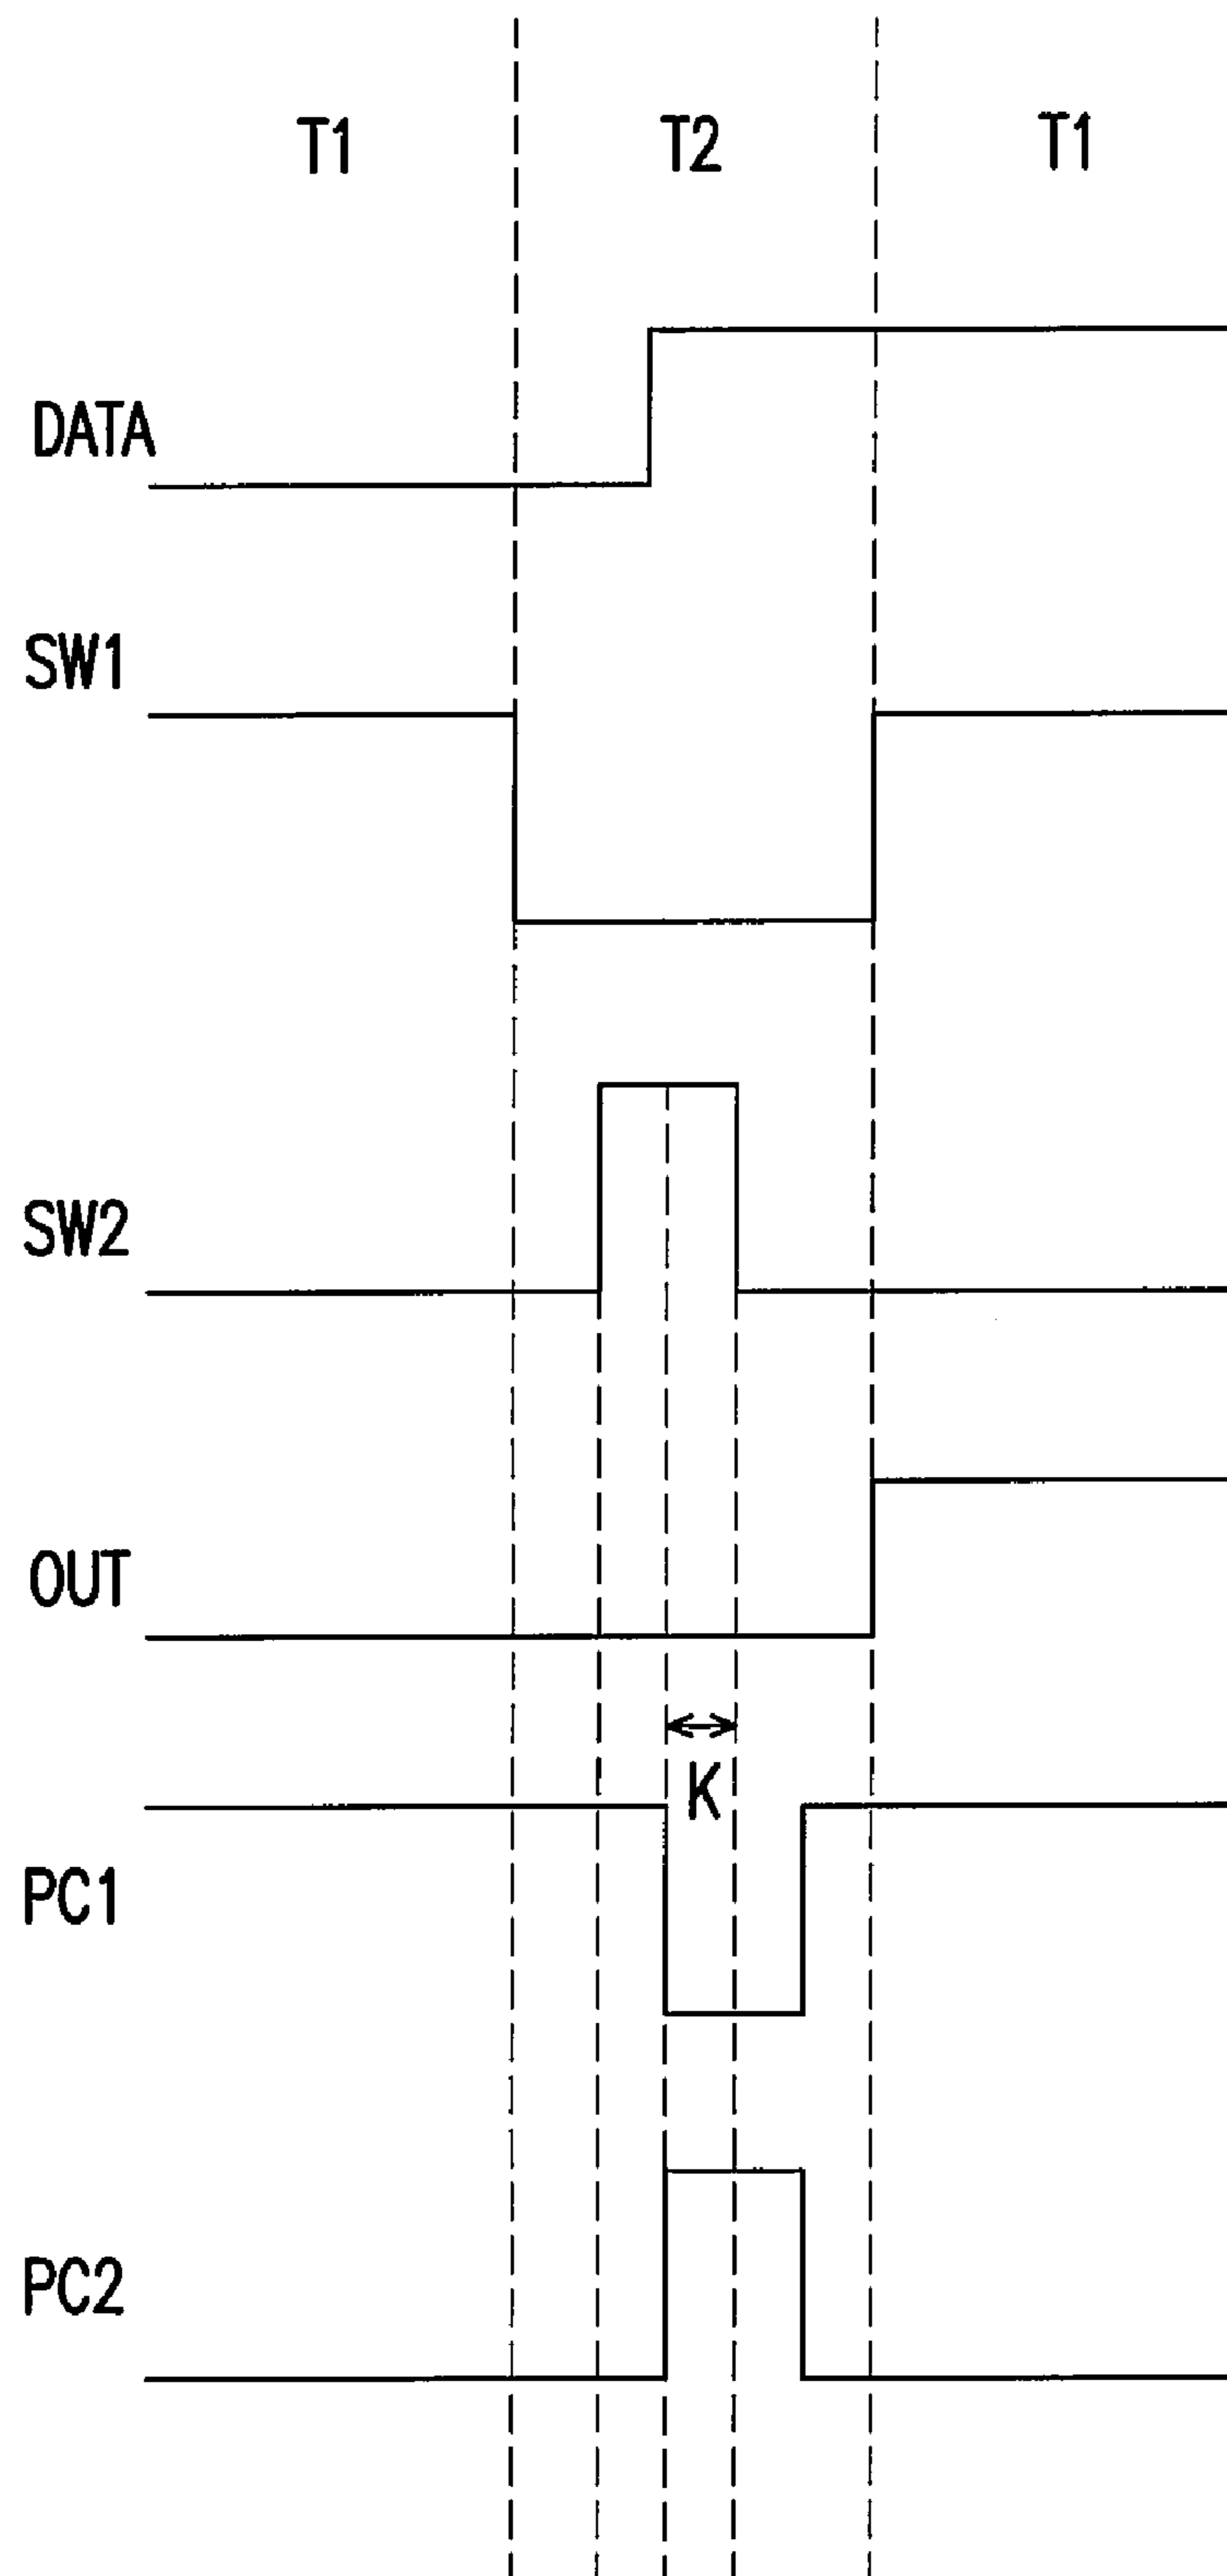 T1 T2 T1
DATA
SW1
SW2
OUT
K
PC1
PC2